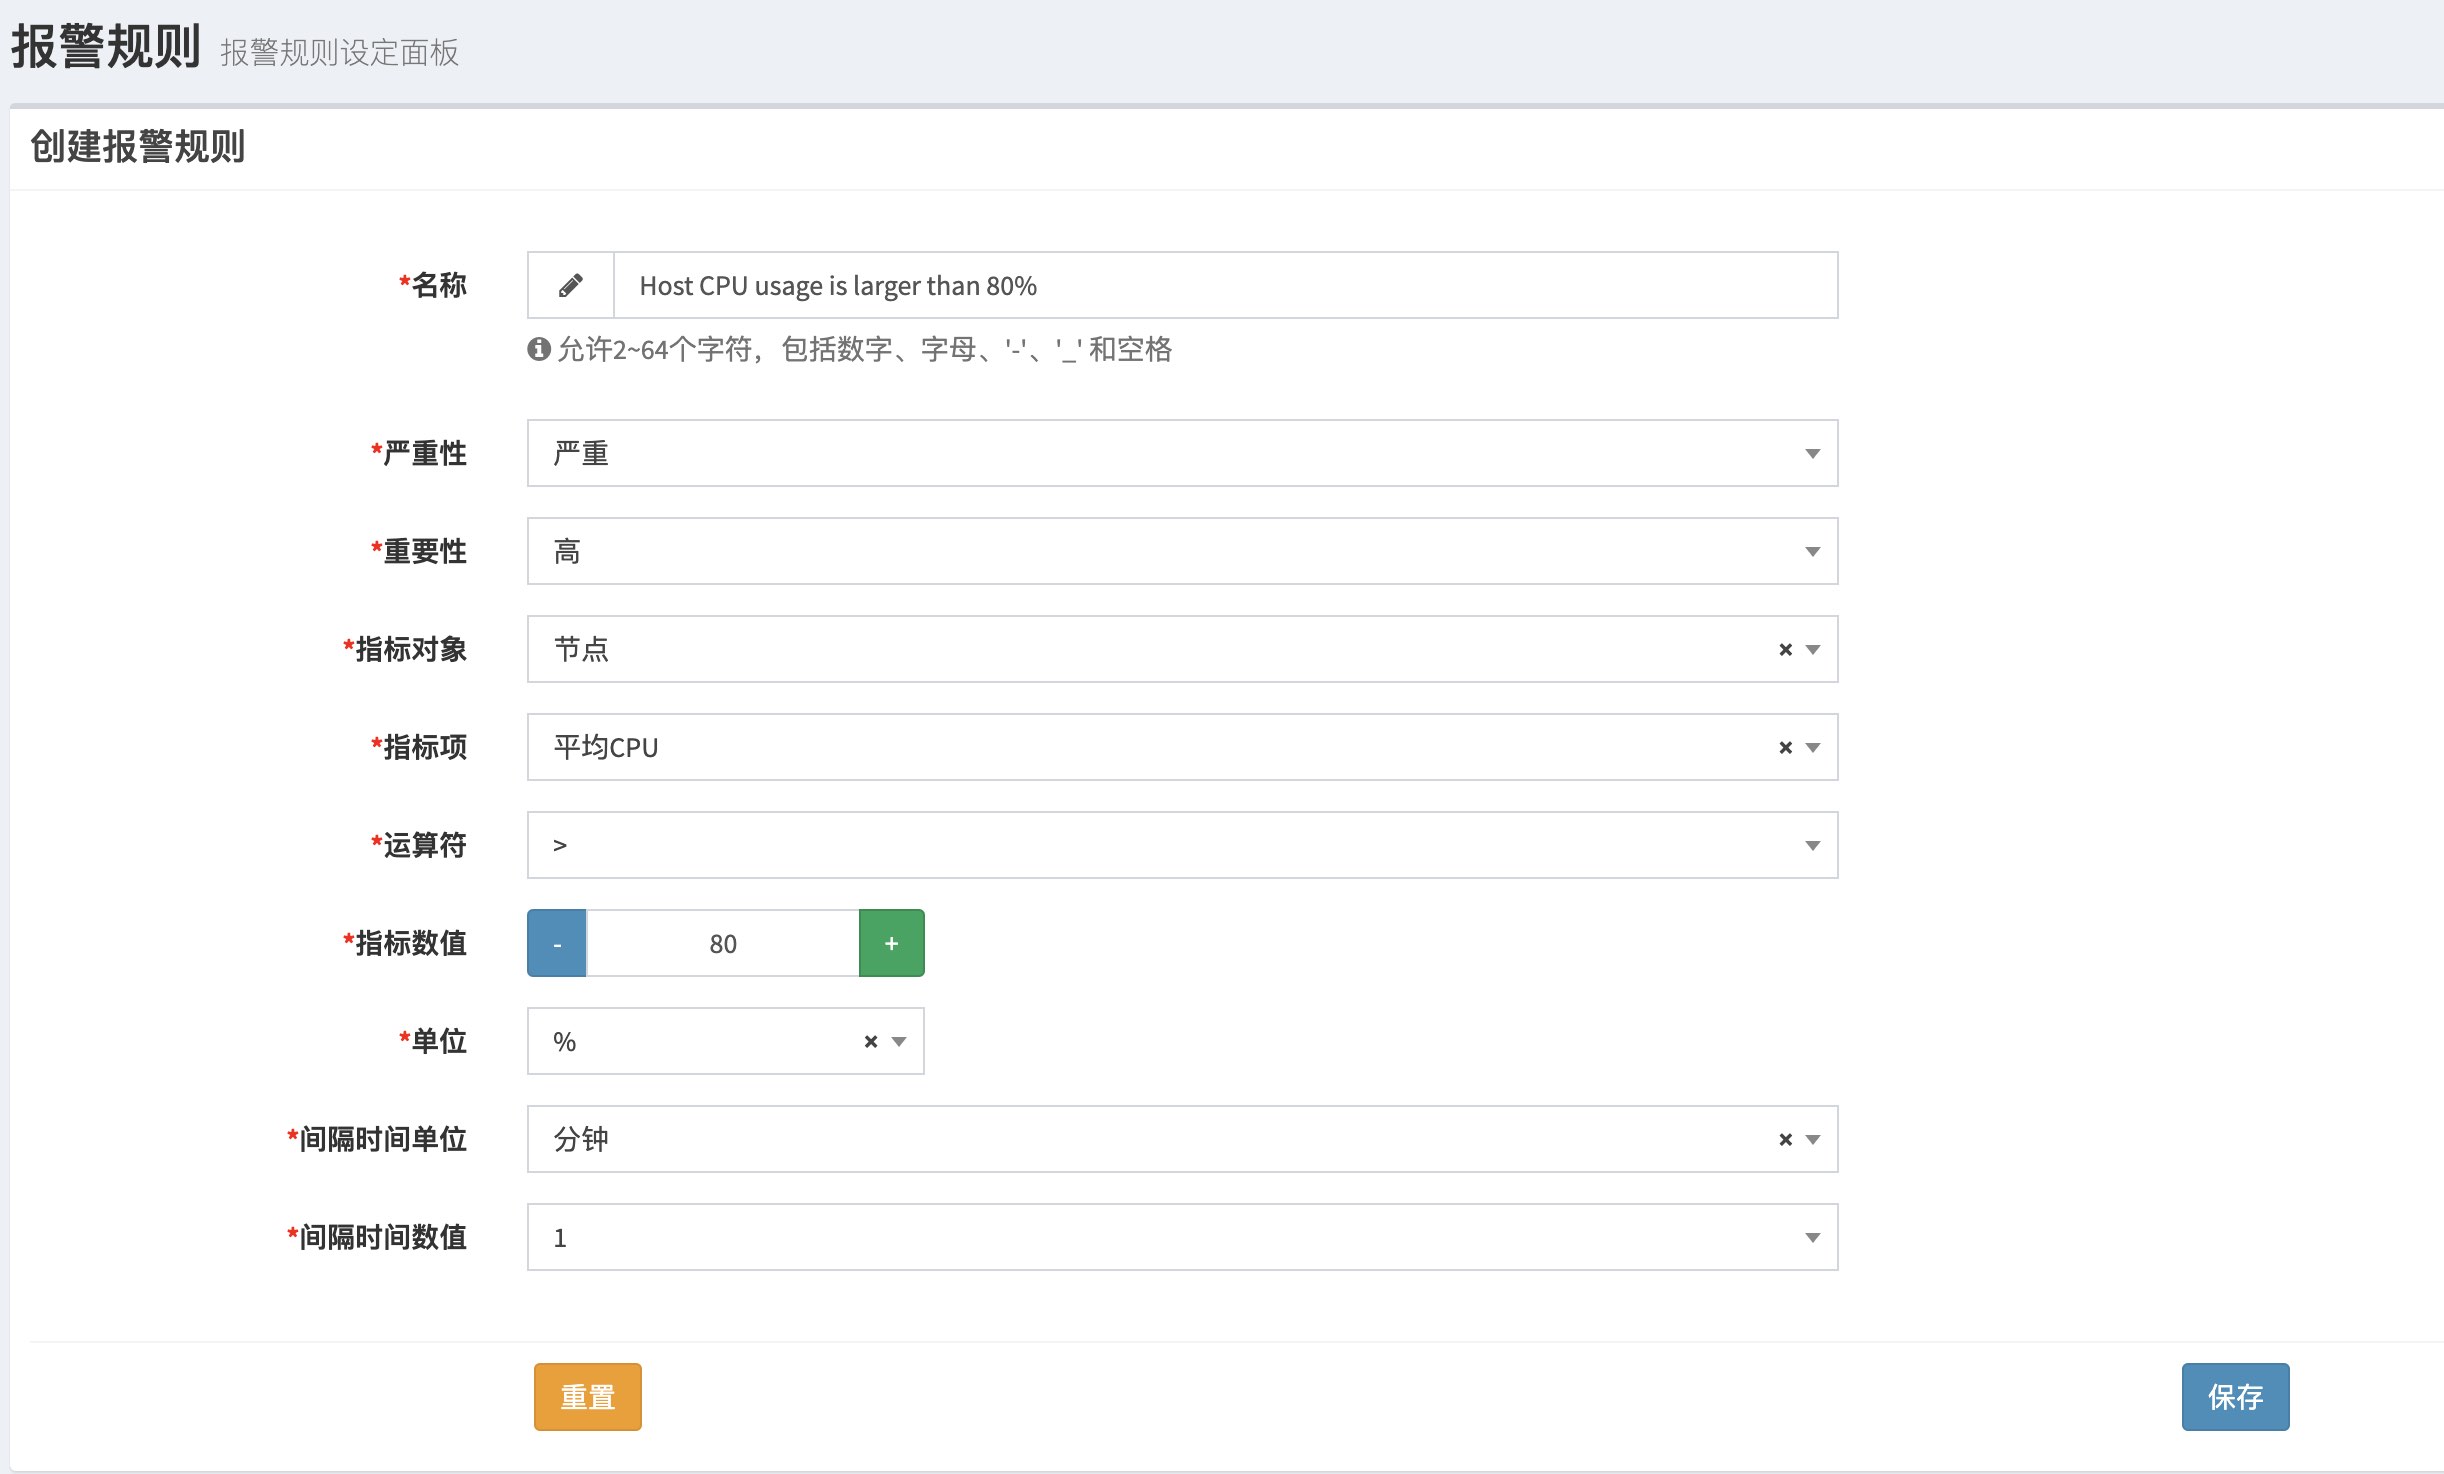 报警规则 报警规则设定面板
创建报警规则
*名称 Host CPU usage is larger than 80%
允许2~64个字符，包括数字、字母、'-'、'_' 和空格
*严重性 严重
*重要性 高
*指标对象 节点 ×
*指标项 平均CPU ×
*运算符 >
*指标数值 - 80 +
*单位 % ×
*间隔时间单位 分钟 ×
*间隔时间数值 1
重置 保存